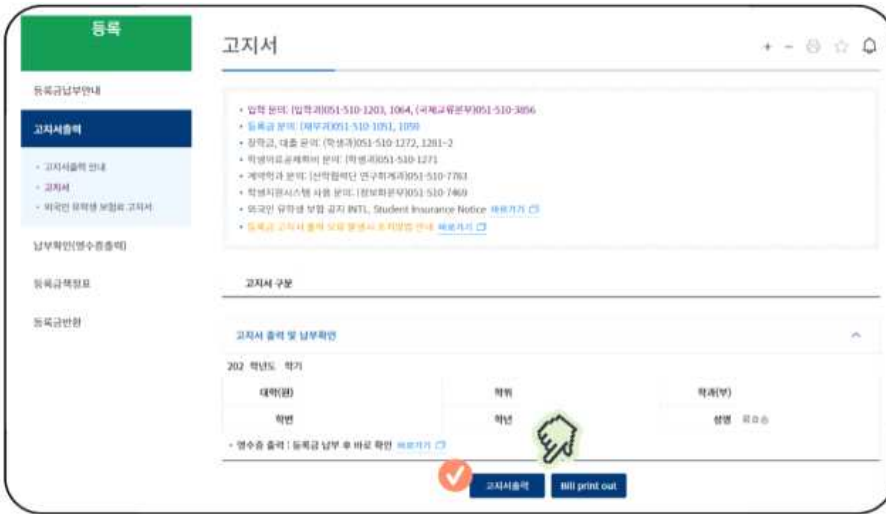 등록
고지서
등록금납부안내
고지서출력
• 고지서출력 안내
• 고지서
• 외국인 유학생 보험료 고지서
납부확인(영수증출력)
등록금책정표
등록금반환
• 입학 문의: (입학과)051-510-1203, 1064, (국제교류본부)051-510-3856
• 등록금 문의: (재무과)051-510-1051, 1059
• 장학금, 대출 문의: (학생과)051-510-1272, 1281~2
• 학생의료공제회비 문의: (학생과)051-510-1271
• 계약학과 문의: (산학협력단 연구회계과)051-510-7763
• 학생지원시스템 사용 문의: (정보화본부)051-510-7469
• 외국인 유학생 보험 공지 INTL. Student Insurance Notice 바로가기
• 등록금 고지서 출력 오류 발생시 조치방법 안내 바로가기
고지서 구분
고지서 출력 및 납부확인
202 학년도 학기
대학(원) 학위 학과(부)
학번 학년 성명
• 영수증 출력 : 등록금 납부 후 바로 확인 바로가기
고지서출력 Bill print out